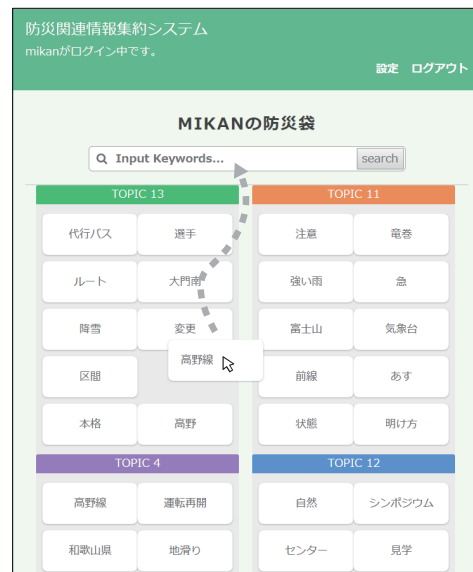 防災関連情報集約システム
mikanがログイン中です。
設定 ログアウト
MIKANの防災袋
Input Keywords... search
TOPIC 13
代行バス 選手
ルート 大門南
降雪 変更
高野線
区間
本格 高野
TOPIC 11
注意 竜巻
強い雨 急
富士山 気象台
前線 あす
状態 明け方
TOPIC 4
高野線 運転再開
和歌山県 地滑り
TOPIC 12
自然 シンポジウム
センター 見学